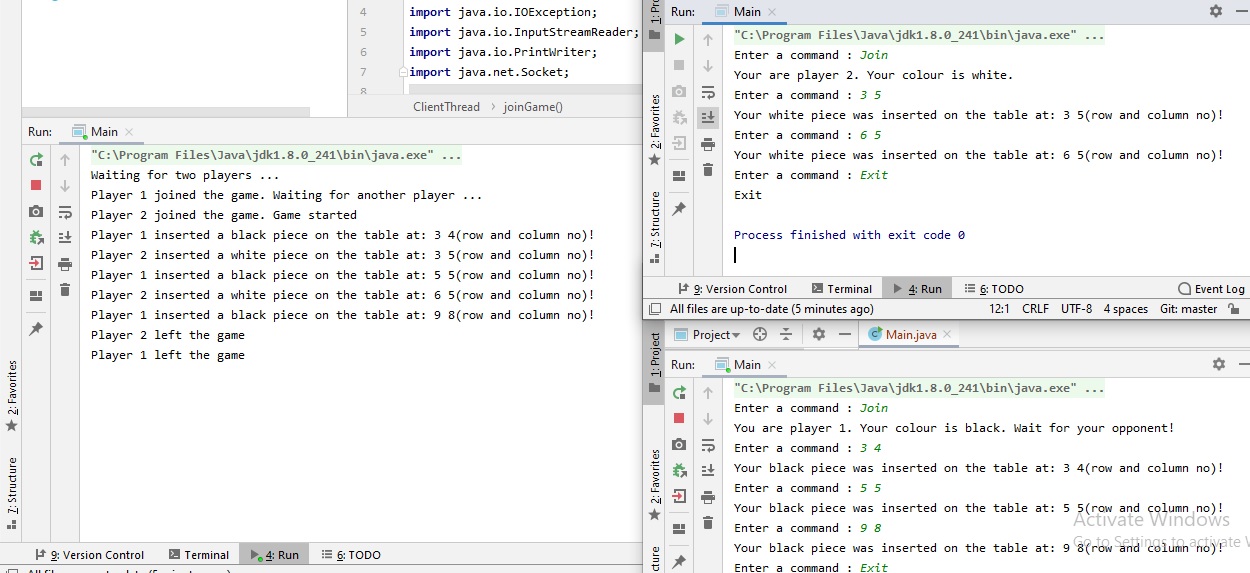 4 import java.io.IOException;
5 import java.io.InputStreamReader;
6 import java.io.PrintWriter;
7 import java.net.Socket;
8
ClientThread > joinGame()
Run: Main ×
"C:\Program Files\Java\jdk1.8.0_241\bin\java.exe" ...
Waiting for two players ...
Player 1 joined the game. Waiting for another player ...
Player 2 joined the game. Game started
Player 1 inserted a black piece on the table at: 3 4(row and column no)!
Player 2 inserted a white piece on the table at: 3 5(row and column no)!
Player 1 inserted a black piece on the table at: 5 5(row and column no)!
Player 2 inserted a white piece on the table at: 6 5(row and column no)!
Player 1 inserted a black piece on the table at: 9 8(row and column no)!
Player 2 left the game
Player 1 left the game
2: Favorites
7: Structure
9: Version Control Terminal 4: Run 6: TODO
Run: Main ×
"C:\Program Files\Java\jdk1.8.0_241\bin\java.exe" ...
Enter a command : Join
Your are player 2. Your colour is white.
Enter a command : 3 5
Your white piece was inserted on the table at: 3 5(row and column no)!
Enter a command : 6 5
Your white piece was inserted on the table at: 6 5(row and column no)!
Enter a command : Exit
Exit
Process finished with exit code 0
2: Favorites
7: Structure
9: Version Control Terminal 4: Run 6: TODO Event Log
All files are up-to-date (5 minutes ago) 12:1 CRLF UTF-8 4 spaces Git: master
1: Project
Project Main.java ×
Run: Main ×
"C:\Program Files\Java\jdk1.8.0_241\bin\java.exe" ...
Enter a command : Join
You are player 1. Your colour is black. Wait for your opponent!
Enter a command : 3 4
Your black piece was inserted on the table at: 3 4(row and column no)!
Enter a command : 5 5
Your black piece was inserted on the table at: 5 5(row and column no)!
Enter a command : 9 8
Your black piece was inserted on the table at: 9 8(row and column no)!
Enter a command : Exit
2: Favorites
Activate Windows
Go to Settings to activate W